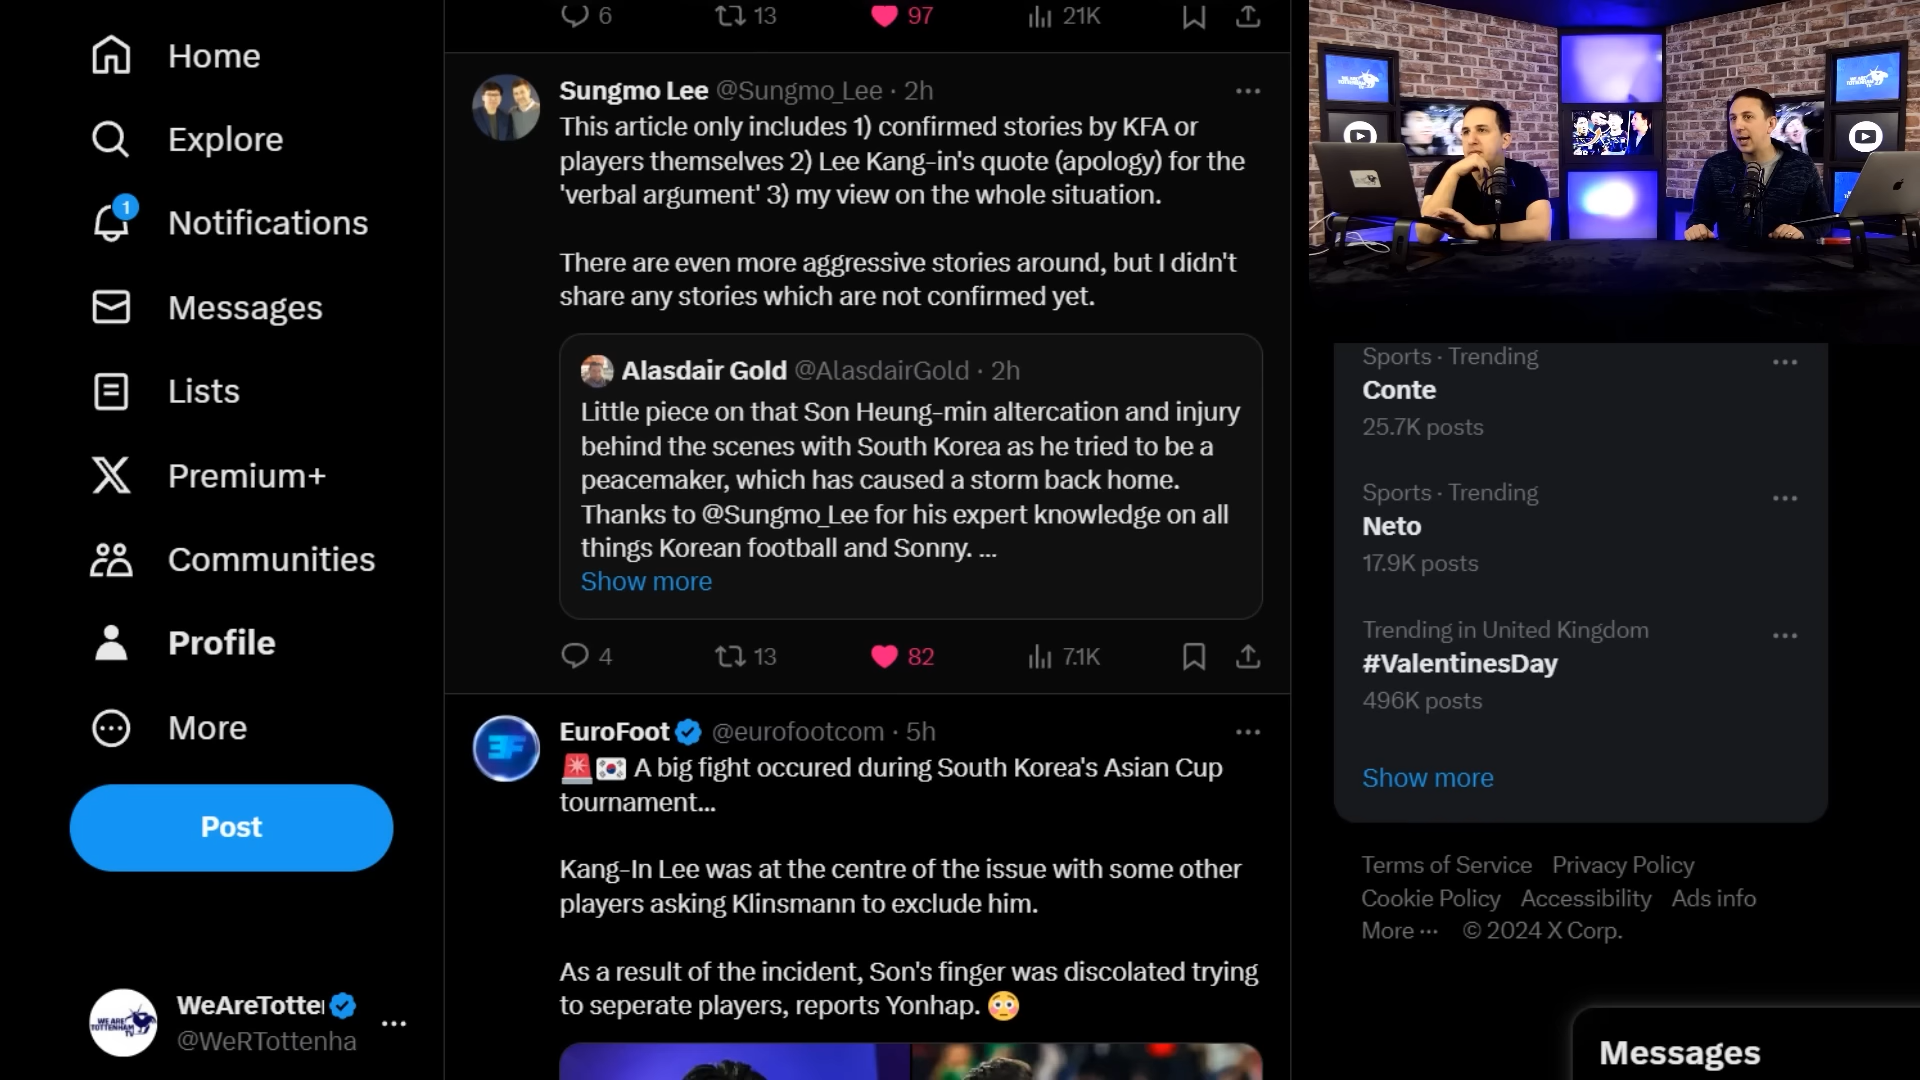 Home
Explore
1
Notifications
Messages
Lists
Premium+
Communities
Profile
More
Post
WeAreTotte
@WeRTottenha
6 13 97 21K
Sungmo Lee @Sungmo_Lee · 2h
This article only includes 1) confirmed stories by KFA or
players themselves 2) Lee Kang-in's quote (apology) for the
'verbal argument' 3) my view on the whole situation.
There are even more aggressive stories around, but I didn't
share any stories which are not confirmed yet.
Alasdair Gold @AlasdairGold · 2h
Little piece on that Son Heung-min altercation and injury
behind the scenes with South Korea as he tried to be a
peacemaker, which has caused a storm back home.
Thanks to @Sungmo_Lee for his expert knowledge on all
things Korean football and Sonny. ...
Show more
4 13 82 7.1K
EuroFoot @eurofootcom · 5h
🚨🇰🇷 A big fight occured during South Korea's Asian Cup
tournament...
Kang-In Lee was at the centre of the issue with some other
players asking Klinsmann to exclude him.
As a result of the incident, Son's finger was discolated trying
to seperate players, reports Yonhap. 😳
Sports · Trending
Conte
25.7K posts
Sports · Trending
Neto
17.9K posts
Trending in United Kingdom
#ValentinesDay
496K posts
Show more
Terms of Service Privacy Policy
Cookie Policy Accessibility Ads info
More ··· © 2024 X Corp.
Messages